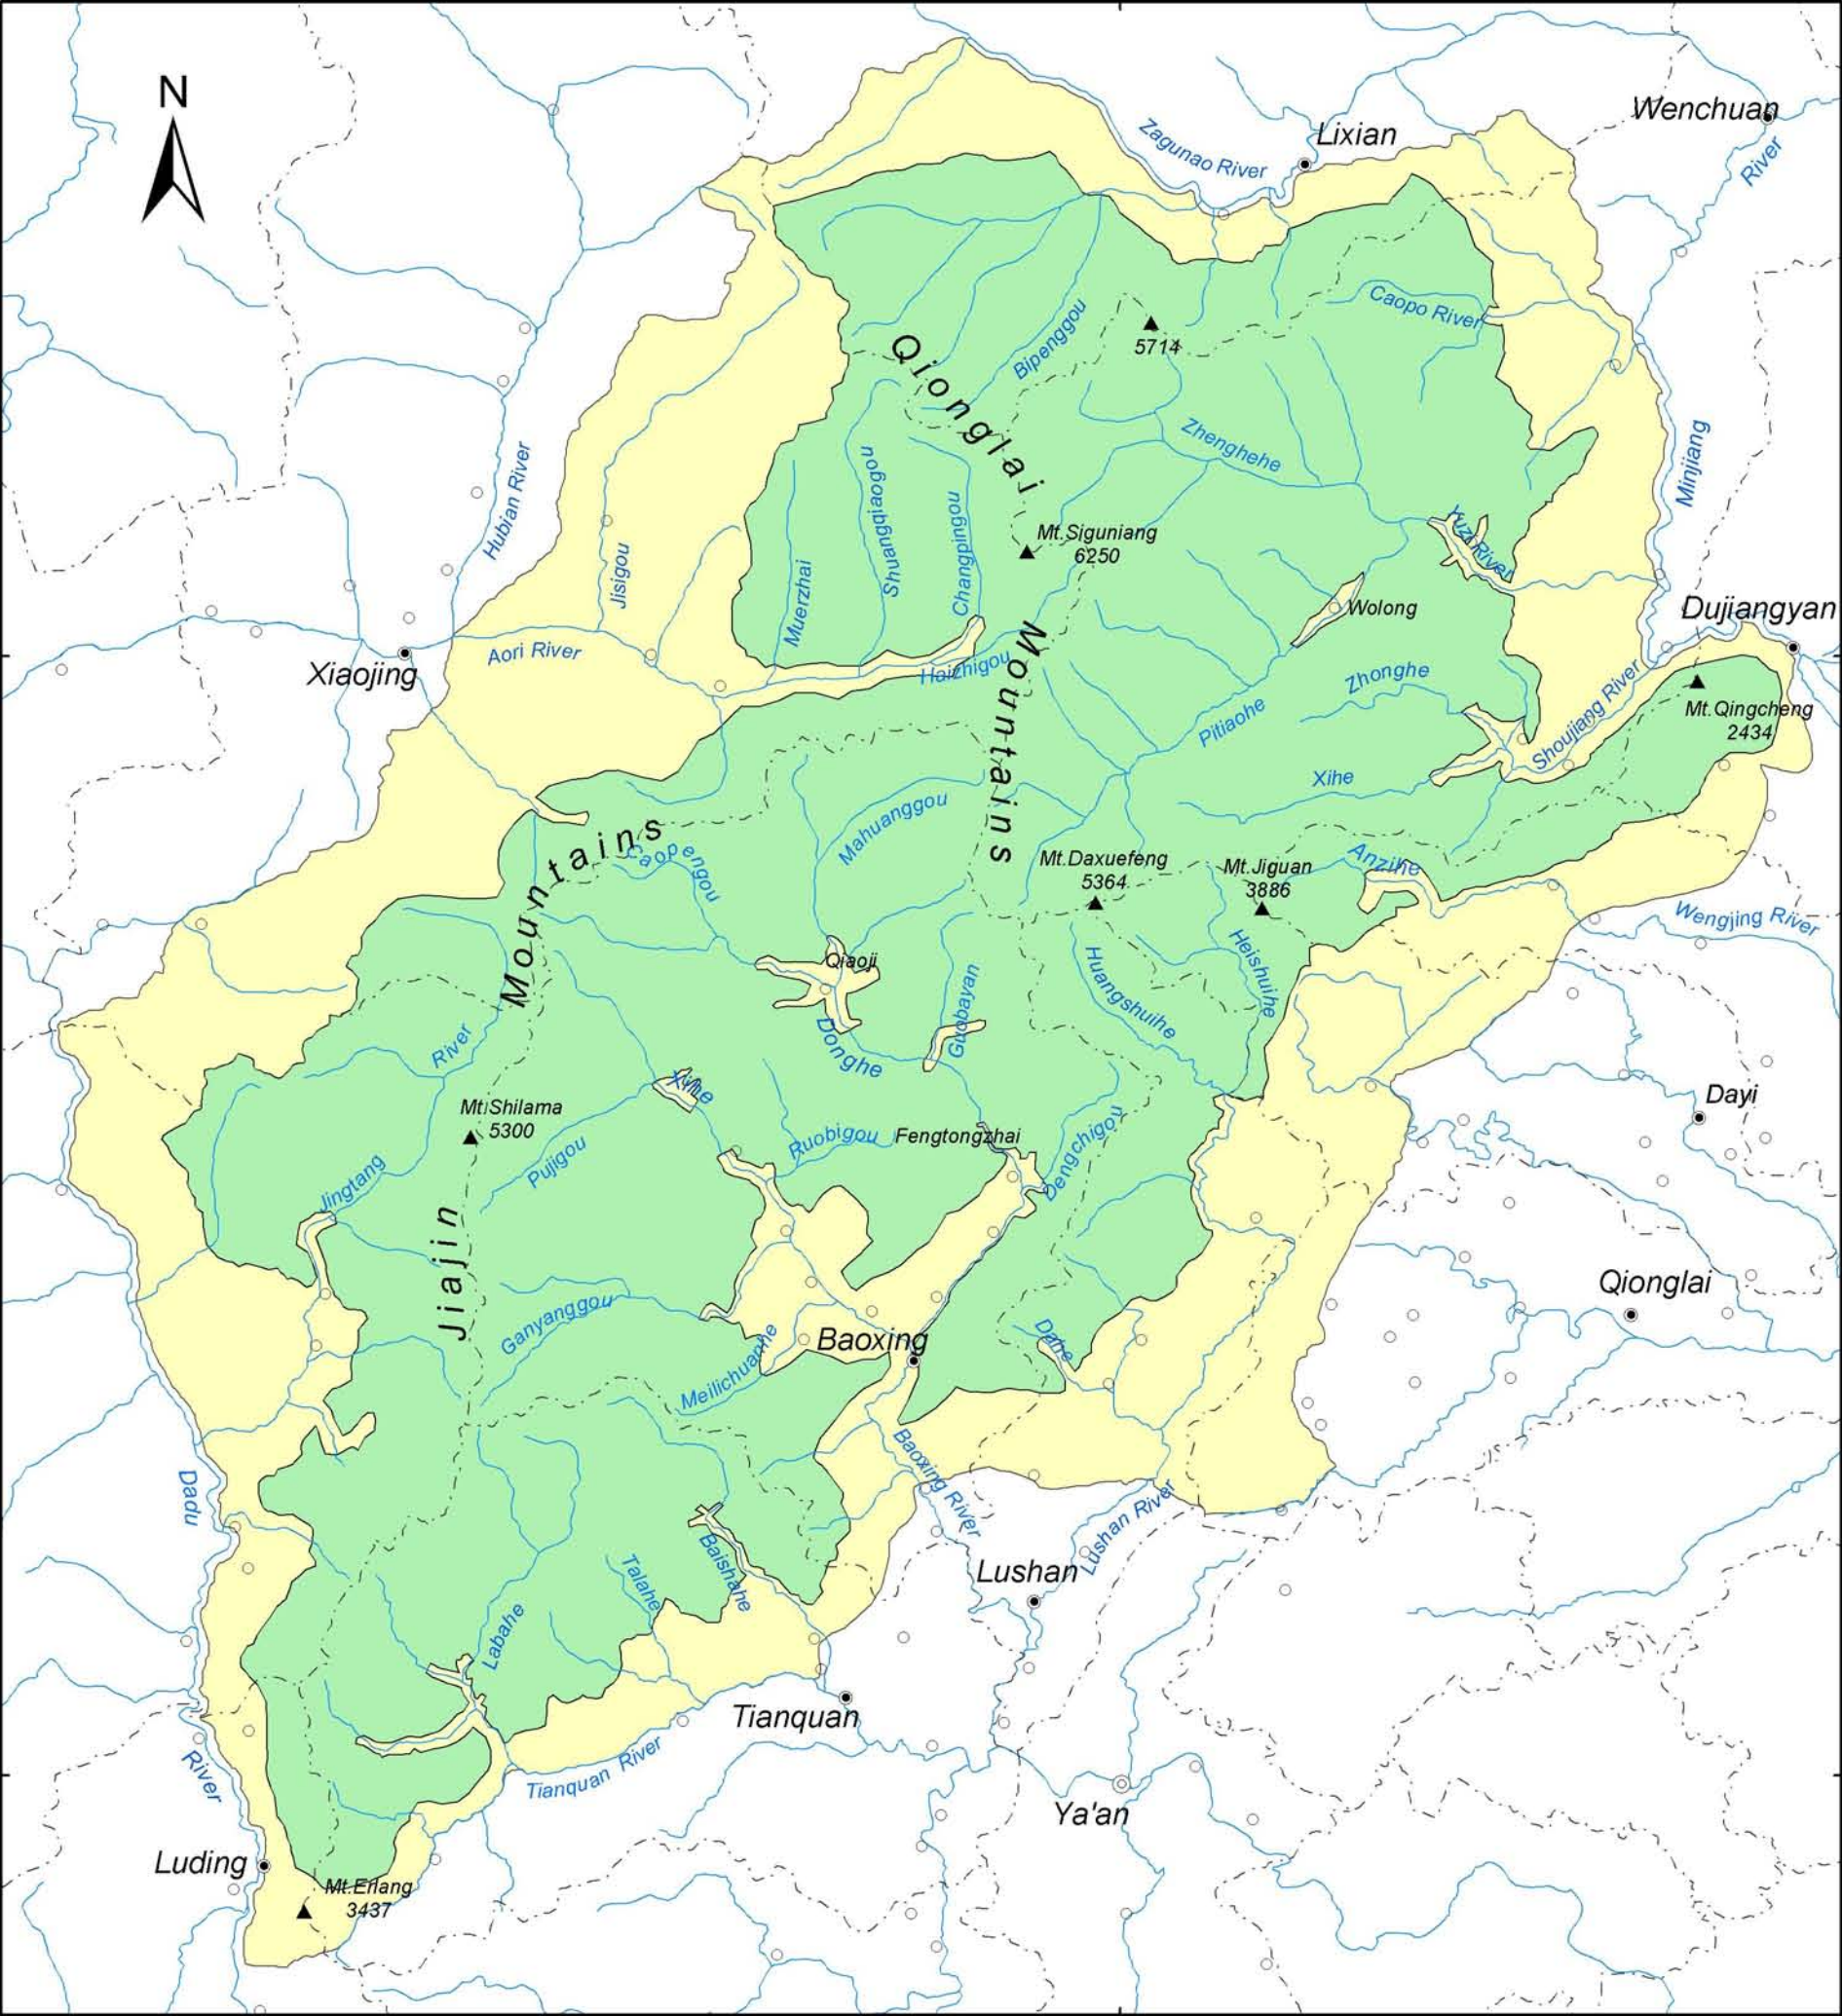 N
Wenchuan
Lixian
Zagunao River
River
Caopo River
Qionglai
Bipenggou
5714
Zhenghehe
Hubian River
Shuangqiaogou
Changpingou
Minjiang
Mt.Siguniang
6250
Yuzi River
Jisigou
Muerzhai
Wolong
Dujiangyan
Aori River
Xiaojing
Haizhigou
Mountains
Zhonghe
Pitiaohe
Shoujiang River
Mt.Qingcheng
2434
Xihe
Mahuanggou
Mountains
Caopengou
Mt.Daxuefeng
5364
Mt.Jiguan
3886
Anzihe
Wengjing River
Qiaoji
Heishuihe
Huangshuihe
Guobayan
Donghe
River
Xihe
Dayi
Mt.Shilama
5300
Ruobigou
Fengtongzhai
Dengchigou
Pujigou
Jingtang
Jiajin
Qionglai
Ganyanggou
Baoxing
Dahe
Meilichuanhe
Baoxing River
Dadu
Lushan River
Lushan
Baishahe
Talahe
Labahe
Tianquan
Tianquan River
River
Ya'an
Luding
Mt.Erlang
3437